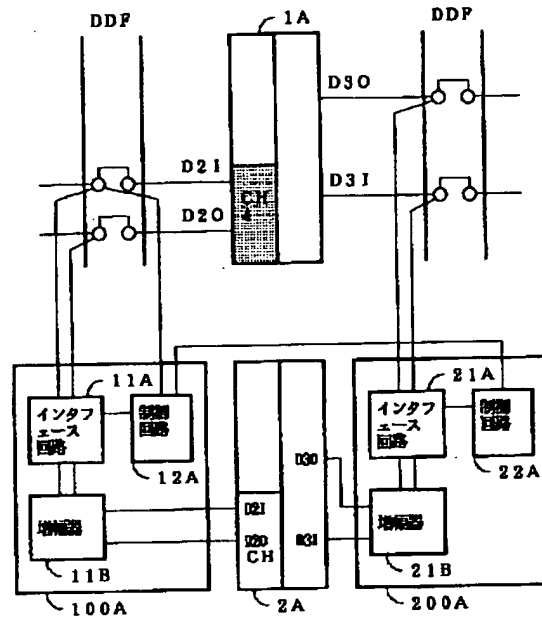 DDF
1A
DDF
D3O
D2I
D3I
CH
4
D2O
11A
インタフ
ェース
回路
制御
回路
12A
21A
インタフ
ェース
回路
制御
回路
22A
D3O
増幅器
D2I
D2O
CH
D3I
増幅器
11B
21B
100A
2A
200A